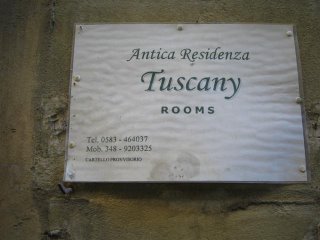 Antica Residenza
Tuscany
ROOMS
Tel. 0583 - 464037
Mob. 348 - 9203325
CARTELLO PROVVISORIO